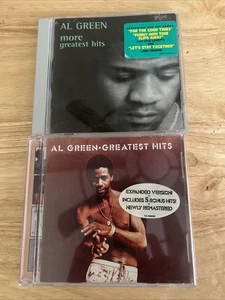 AL GREEN
more
greatest hits
"FOR THE GOOD TIMES"
"FUNNY HOW TIME
SLIPS AWAY"
"LET'S STAY TOGETHER"
AL GREEN·GREATEST HITS
EXPANDED VERSION!
INCLUDES 5 BONUS HITS!
NEWLY REMASTERED